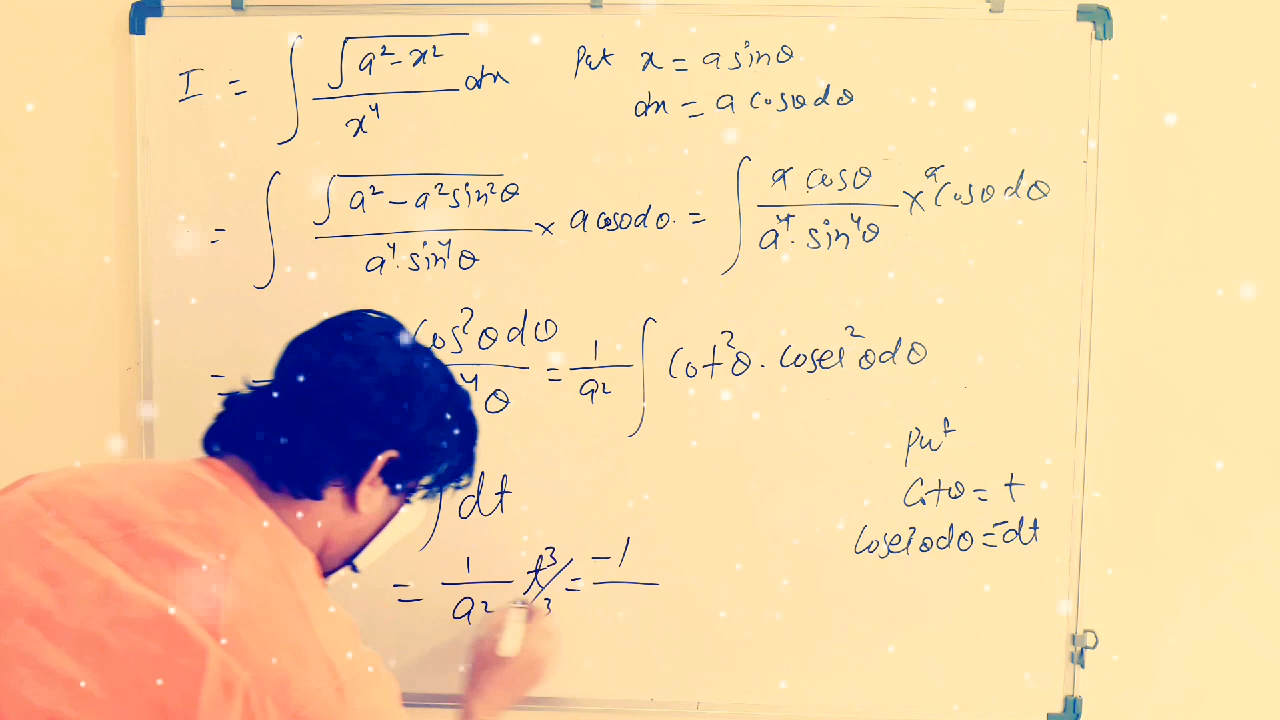 I = ∫ √(a² - x²) / x⁴ dx Put x = a sinθ
dx = a cosθ dθ
= ∫ √(a² - a² sin²θ) / (a⁴ · sin⁴θ) × a cosθ dθ = ∫ a cosθ / (a⁴ · sin⁴θ) × a cosθ dθ
= cos²θ dθ / ⁴θ = 1/a² ∫ Cot²θ · Cosec²θ dθ
Put
Cotθ = t
∫ dt
Cosec²θ dθ = -dt
= 1/a² t³/3 = -1